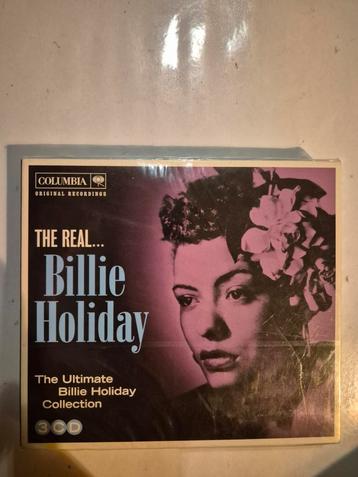 COLUMBIA
ORIGINAL RECORDINGS
THE REAL...
Billie
Holiday
The Ultimate
Billie Holiday
Collection
3CD